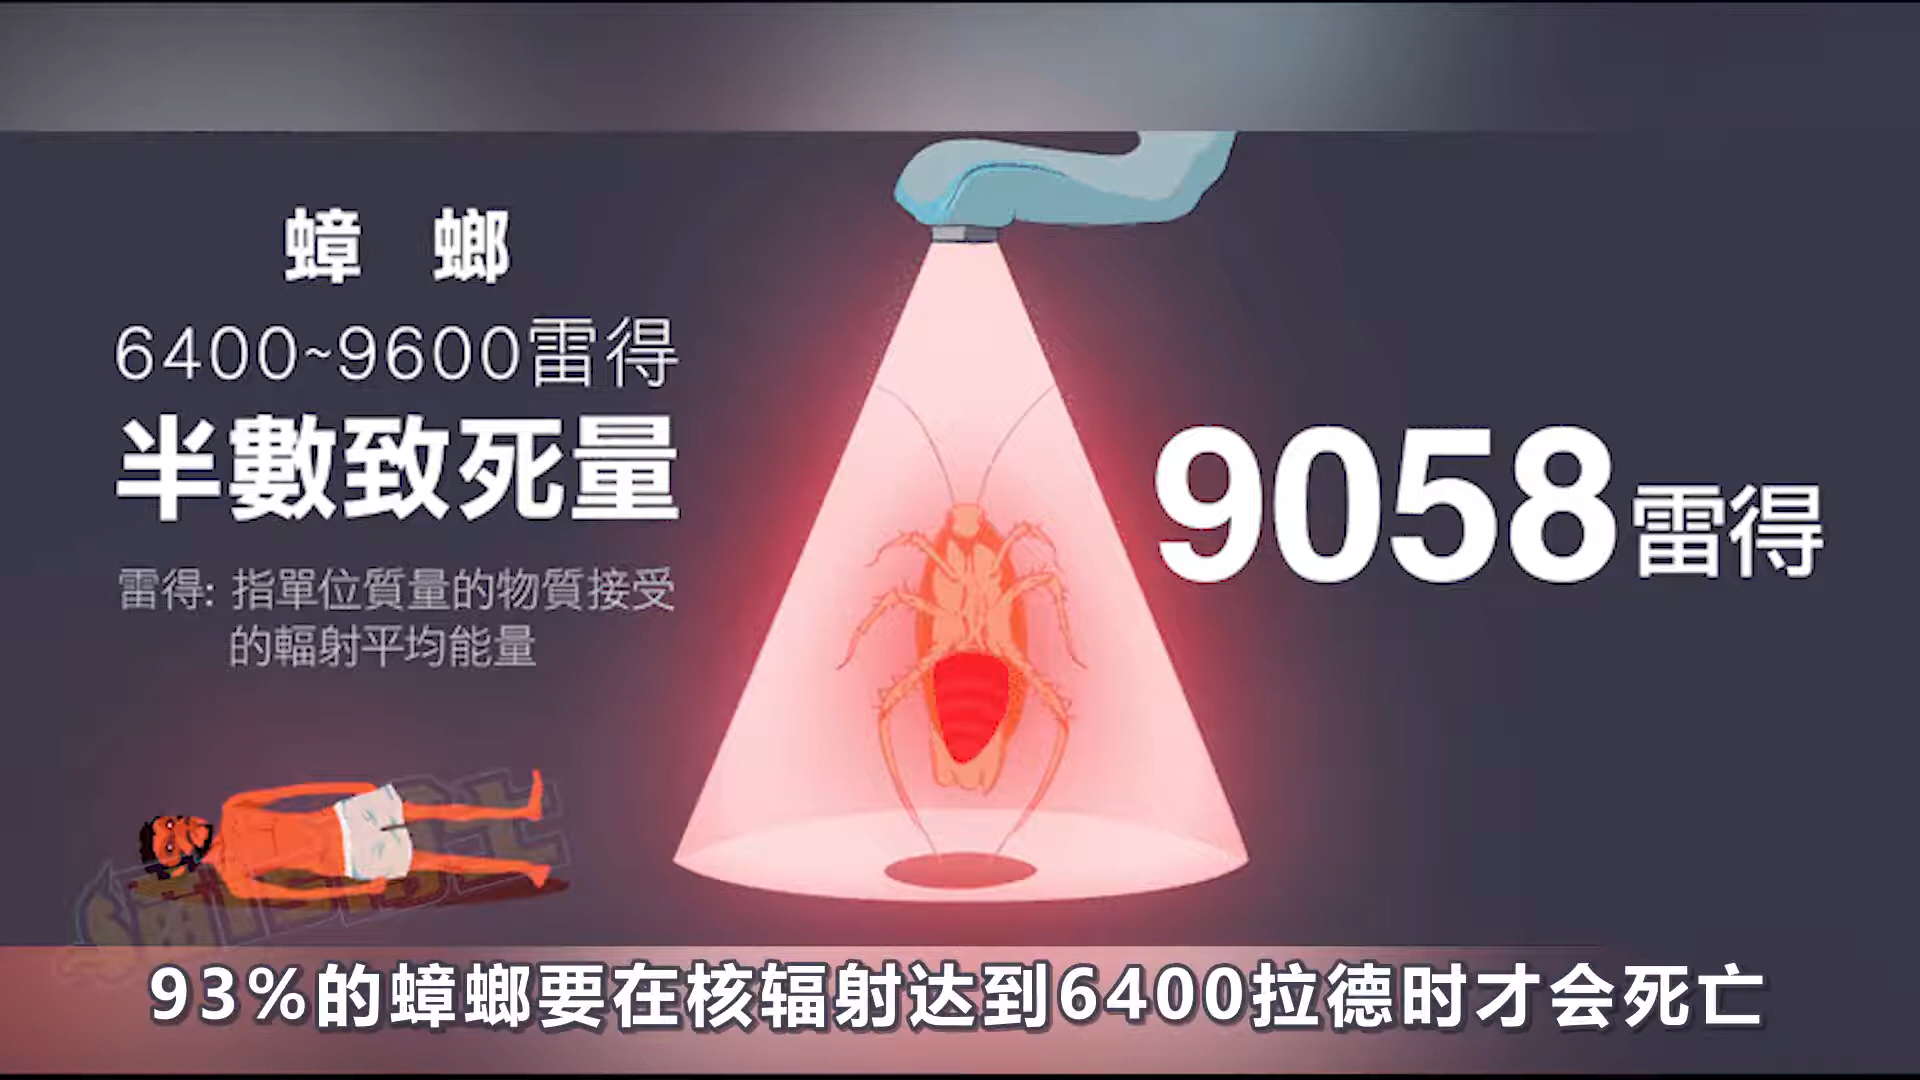 蟑 螂
6400~9600雷得
半數致死量
雷得: 指單位質量的物質接受
的輻射平均能量
9058雷得
93%的蟑螂要在核辐射达到6400拉德时才会死亡